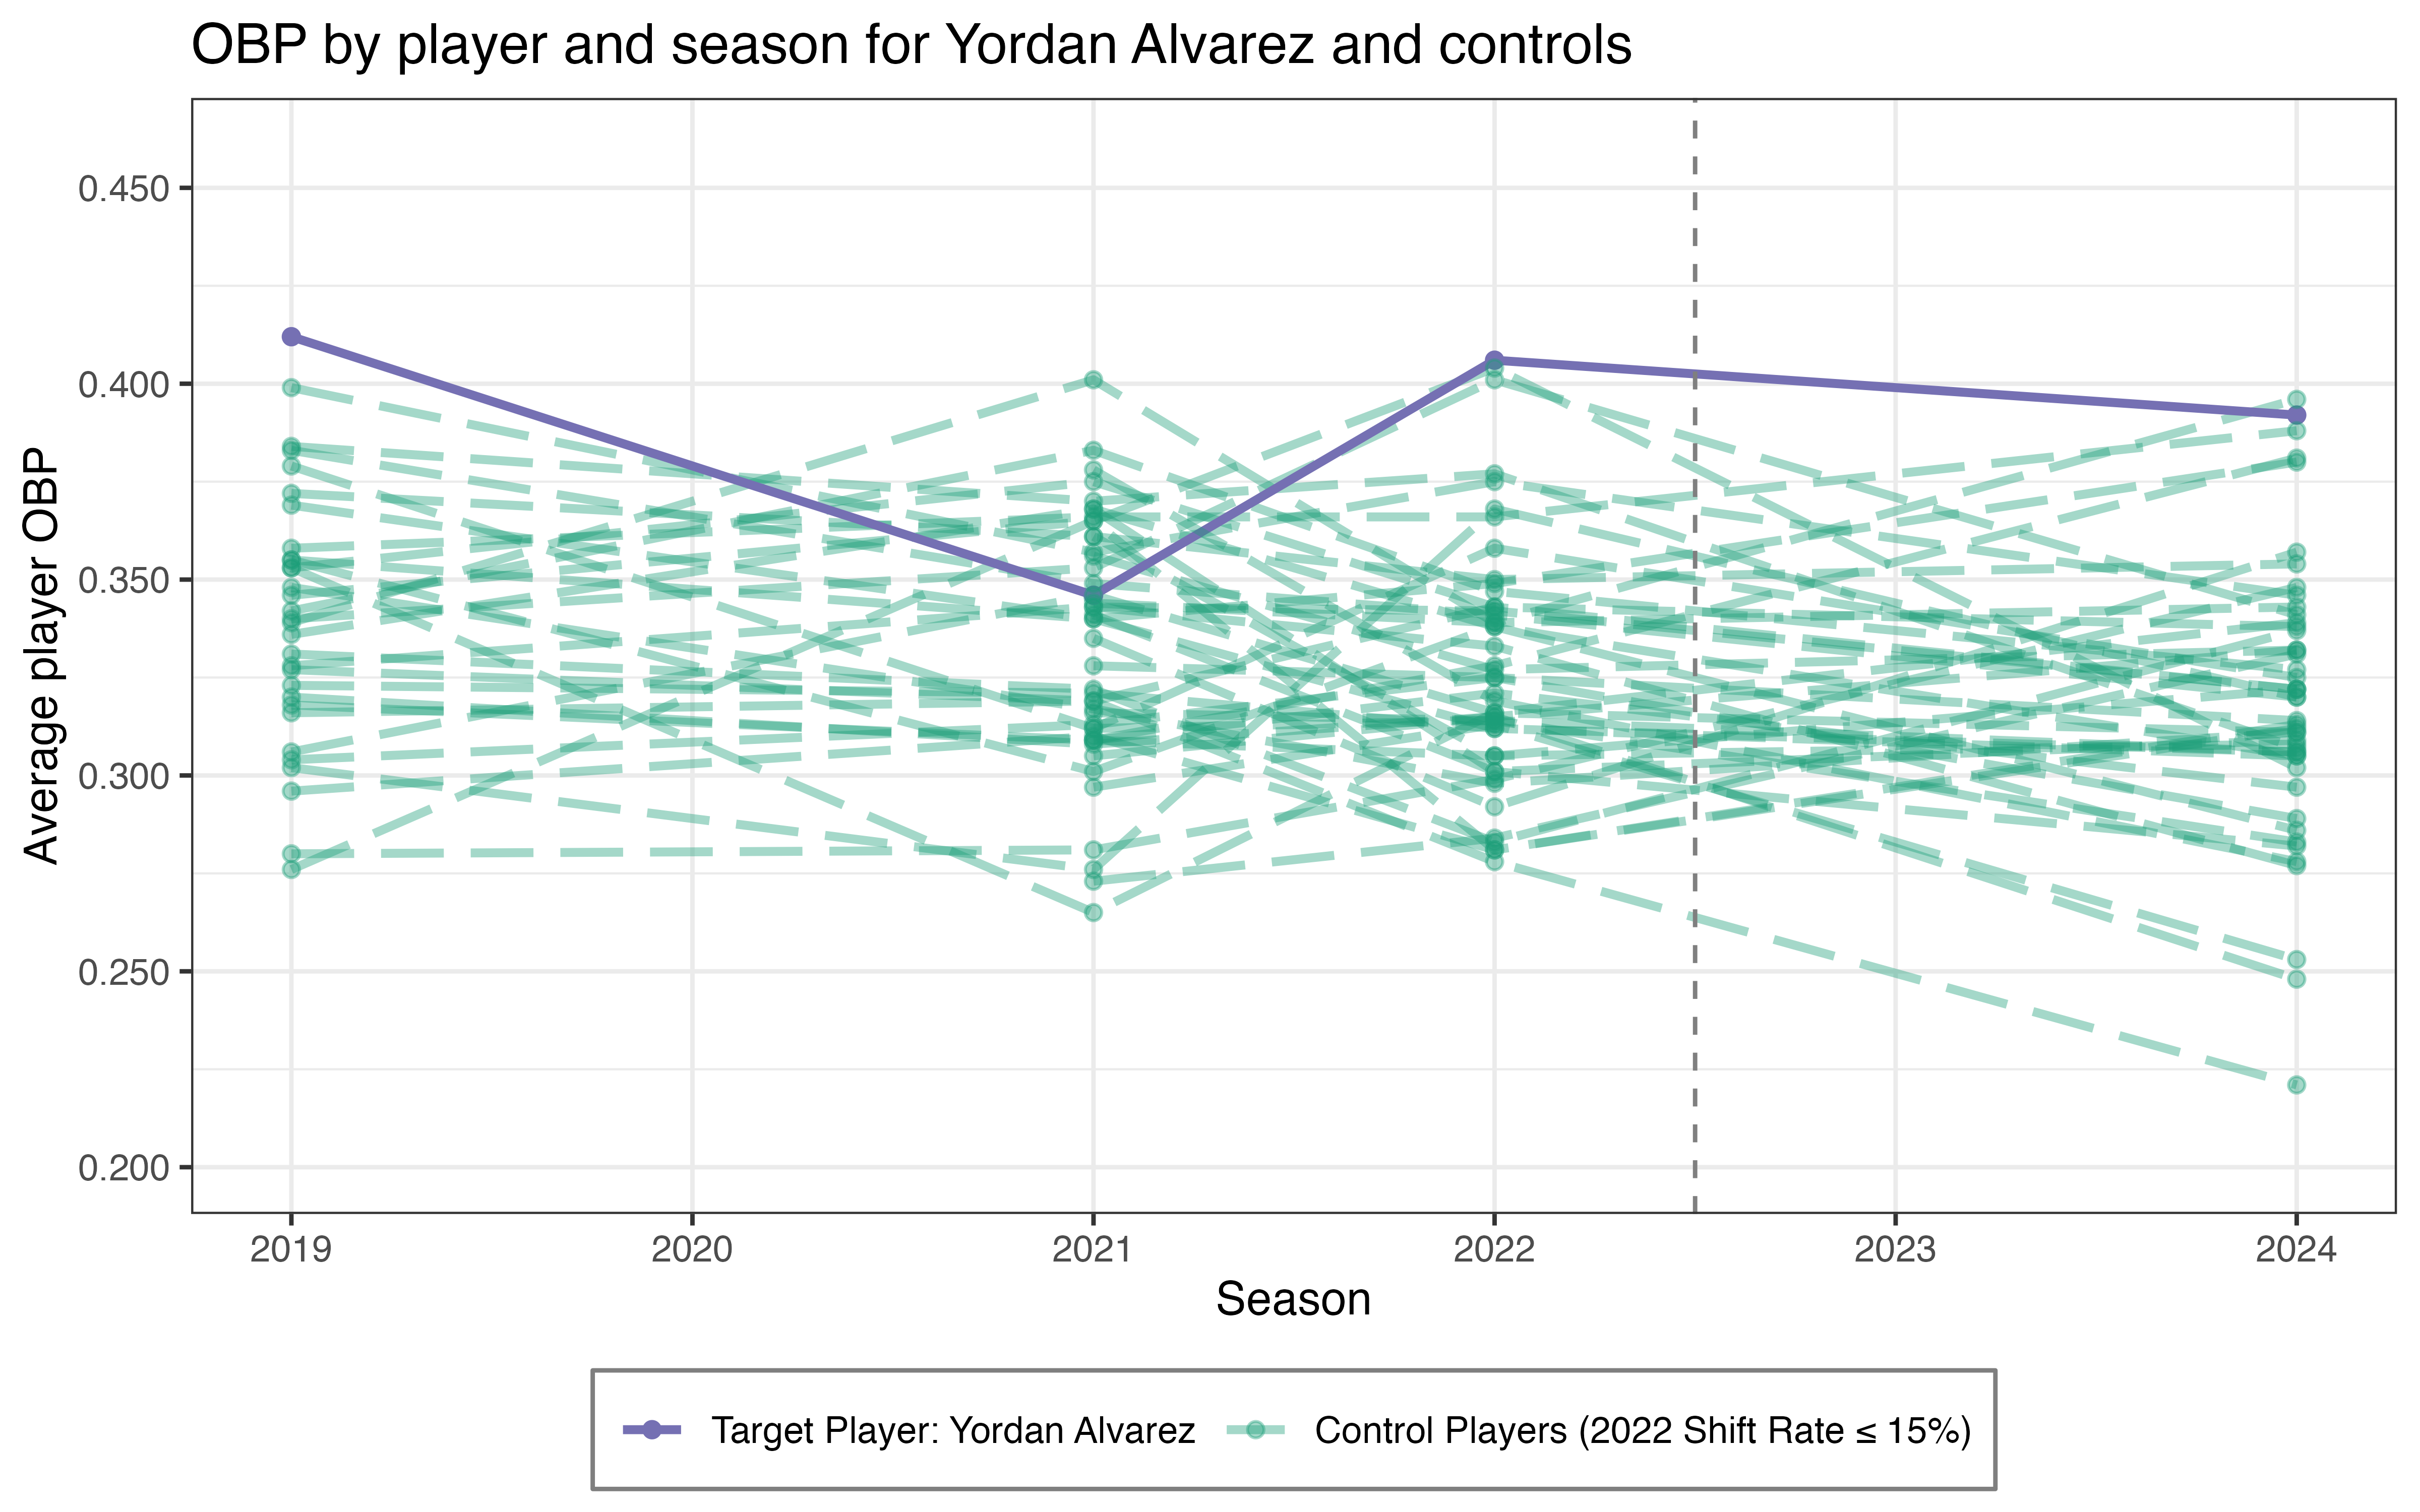 OBP by player and season for Yordan Alvarez and controls
Average player OBP
0.450
0.400
0.350
0.300
0.250
0.200
2019 2020 2021 2022 2023 2024
Season
Target Player: Yordan Alvarez Control Players (2022 Shift Rate ≤ 15%)